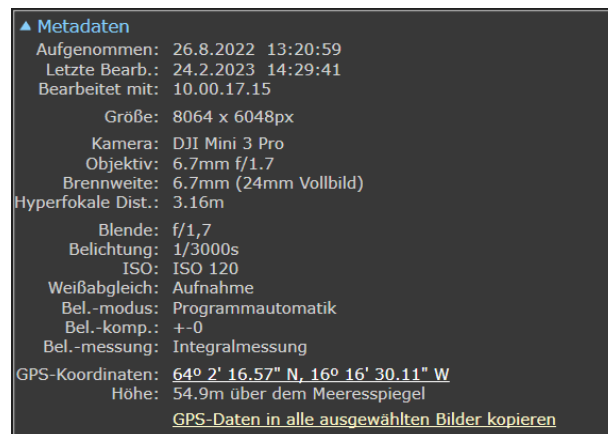 ▲ Metadaten
Aufgenommen: 26.8.2022 13:20:59
Letzte Bearb.: 24.2.2023 14:29:41
Bearbeitet mit: 10.00.17.15
Größe: 8064 x 6048px
Kamera: DJI Mini 3 Pro
Objektiv: 6.7mm f/1.7
Brennweite: 6.7mm (24mm Vollbild)
Hyperfokale Dist.: 3.16m
Blende: f/1,7
Belichtung: 1/3000s
ISO: ISO 120
Weißabgleich: Aufnahme
Bel.-modus: Programmautomatik
Bel.-komp.: +-0
Bel.-messung: Integralmessung
GPS-Koordinaten: 64º 2' 16.57" N, 16º 16' 30.11" W
Höhe: 54.9m über dem Meeresspiegel
GPS-Daten in alle ausgewählten Bilder kopieren